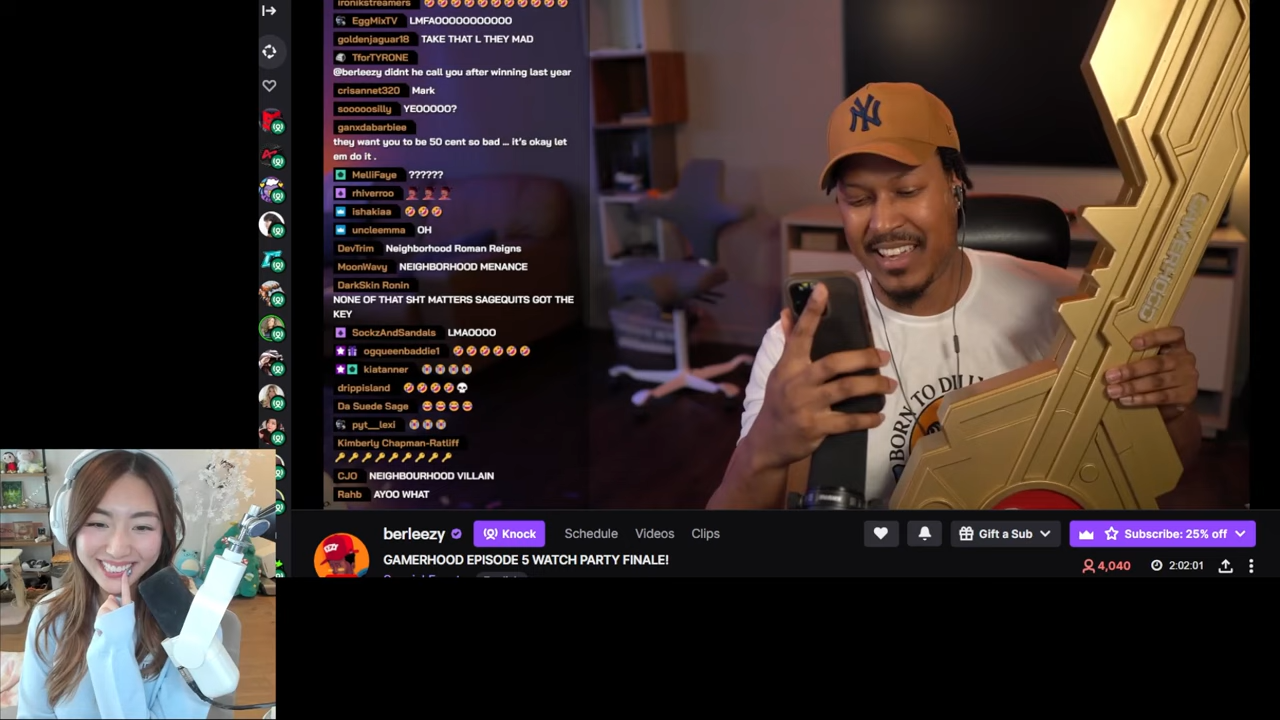 ironikstreamers
EggMixTV LMFAOOOOOOOOOOO
goldenjaguar18 TAKE THAT L THEY MAD
TforTYRONE
@berleezy didnt he call you after winning last year
crisannet320 Mark
sooooosilly YEOOOOO?
ganxdabarbiee
they want you to be 50 cent so bad ... it's okay let
em do it .
MelliFaye ??????
rhiverroo
ishakiaa
uncleemma OH
DevTrim Neighborhood Roman Reigns
MoonWavy NEIGHBORHOOD MENANCE
DarkSkin Ronin
NONE OF THAT SHT MATTERS SAGEQUITS GOT THE
KEY
SockzAndSandals LMAOOOO
ogqueenbaddie1
kiatanner
drippisland
Da Suede Sage
pyt__lexi
Kimberly Chapman-Ratliff
CJO NEIGHBOURHOOD VILLAIN
Rahb AYOO WHAT
NY
GAMERHOOD
BORN TO DILL
berleezy Knock Schedule Videos Clips Gift a Sub Subscribe: 25% off
GAMERHOOD EPISODE 5 WATCH PARTY FINALE!
4,040 2:02:01